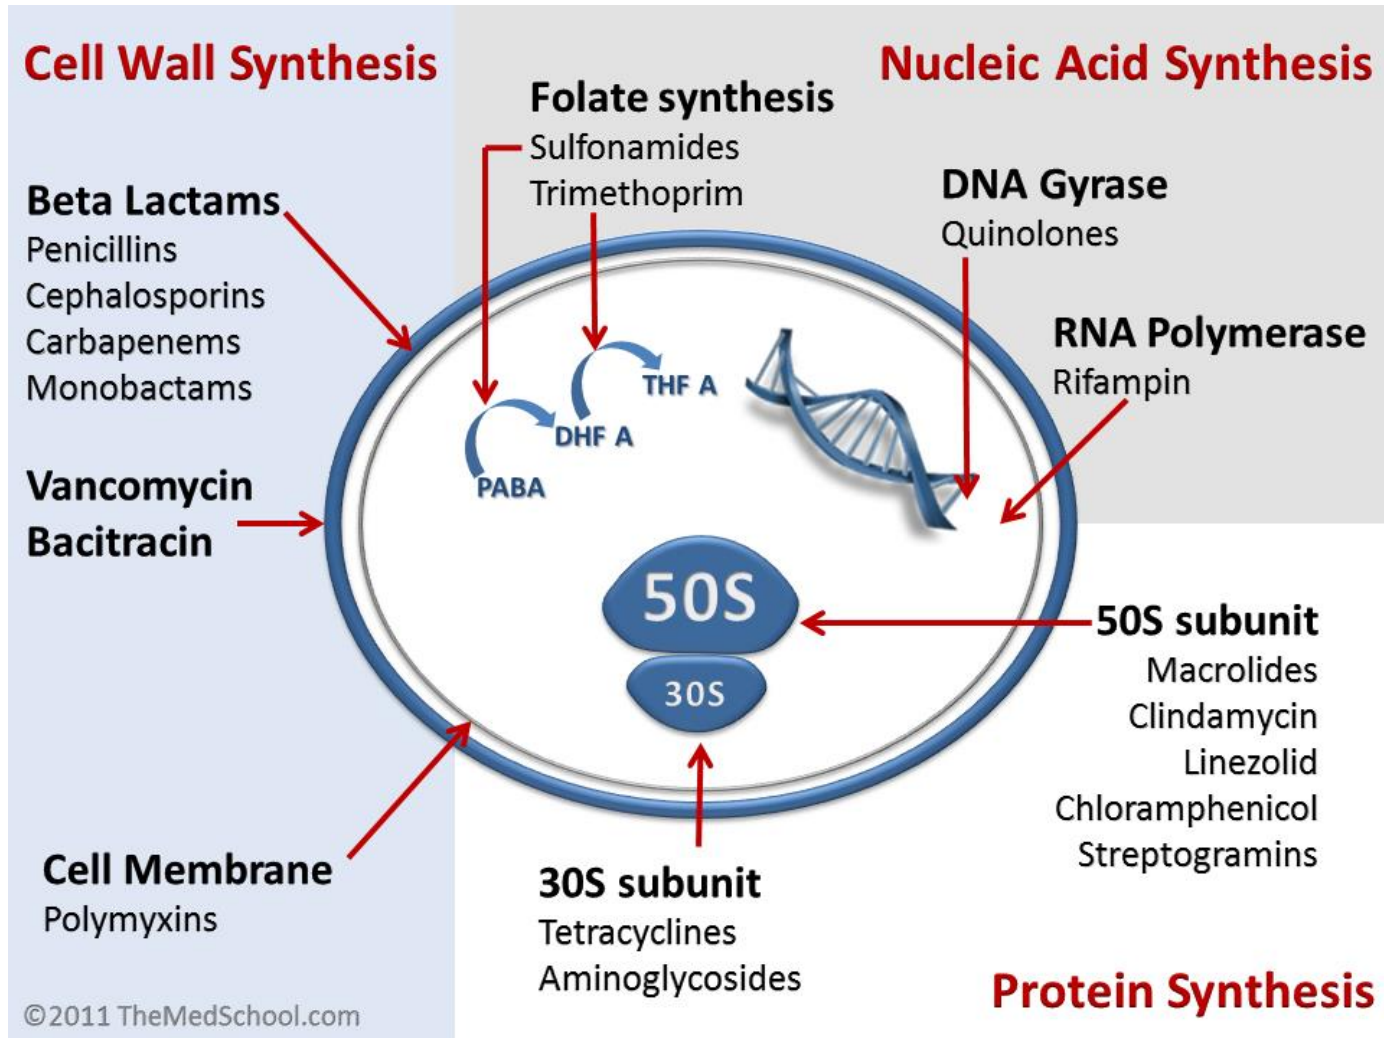 Cell Wall Synthesis
Nucleic Acid Synthesis
Folate synthesis
Sulfonamides
Trimethoprim
DNA Gyrase
Quinolones
RNA Polymerase
Rifampin
Beta Lactams
Penicillins
Cephalosporins
Carbapenems
Monobactams
Vancomycin
Bacitracin
THF A
DHF A
PABA
50S
30S
50S subunit
Macrolides
Clindamycin
Linezolid
Chloramphenicol
Streptogramins
Cell Membrane
Polymyxins
30S subunit
Tetracyclines
Aminoglycosides
Protein Synthesis
©2011 TheMedSchool.com